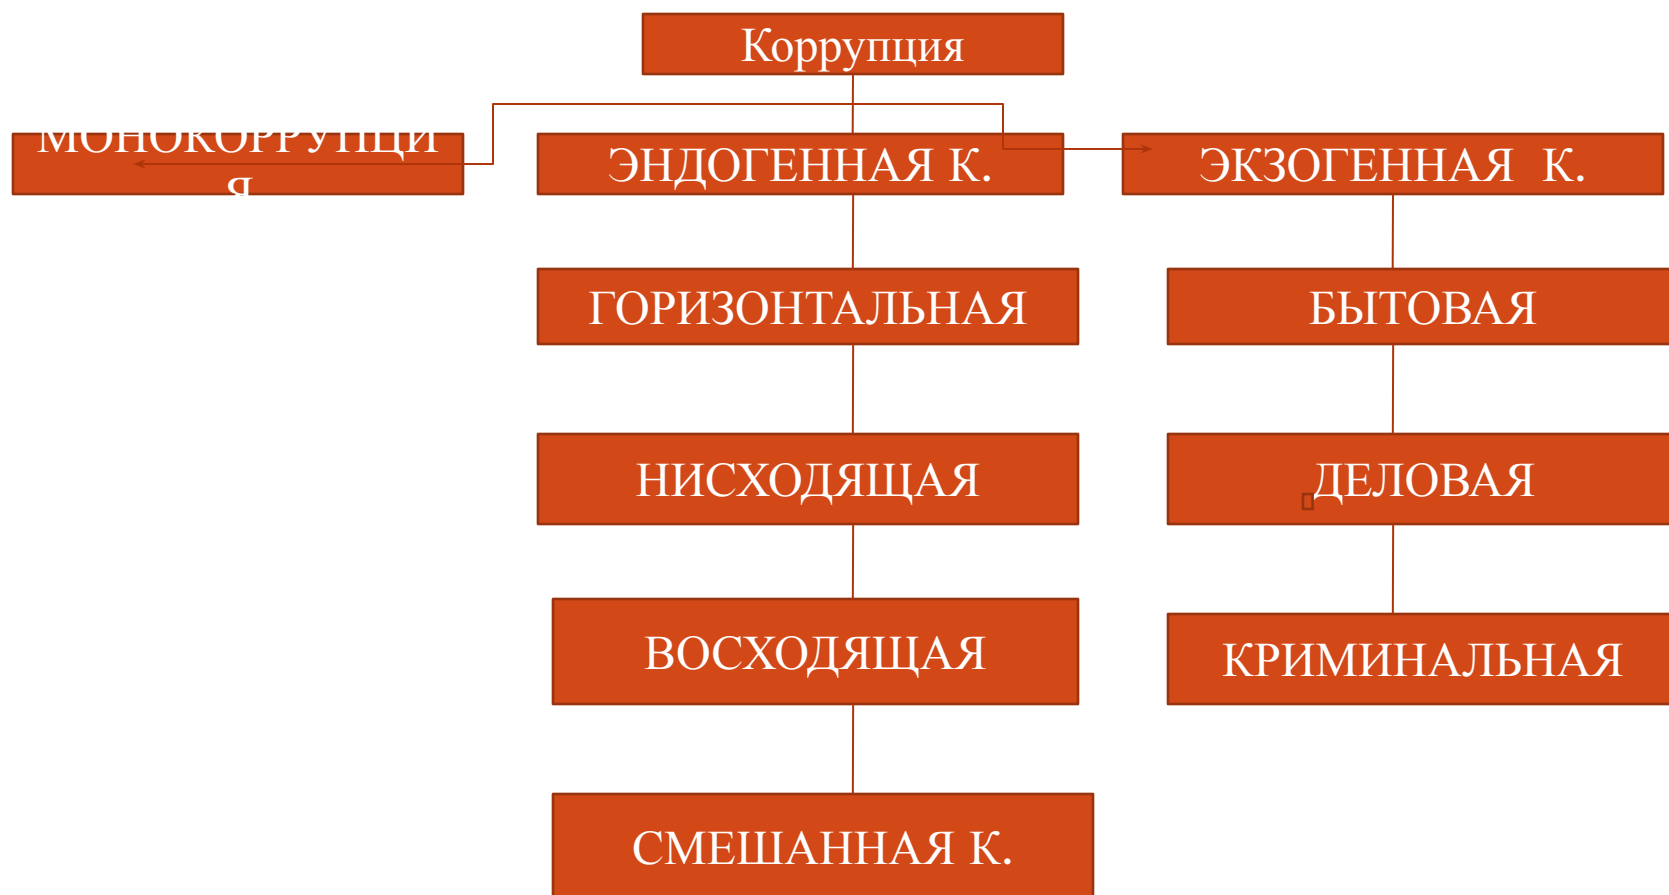 Коррупция
МОНОКОРРУПЦИ
Я
ЭНДОГЕННАЯ К.
ЭКЗОГЕННАЯ К.
ГОРИЗОНТАЛЬНАЯ
БЫТОВАЯ
НИСХОДЯЩАЯ
ДЕЛОВАЯ
ВОСХОДЯЩАЯ
КРИМИНАЛЬНАЯ
СМЕШАННАЯ К.